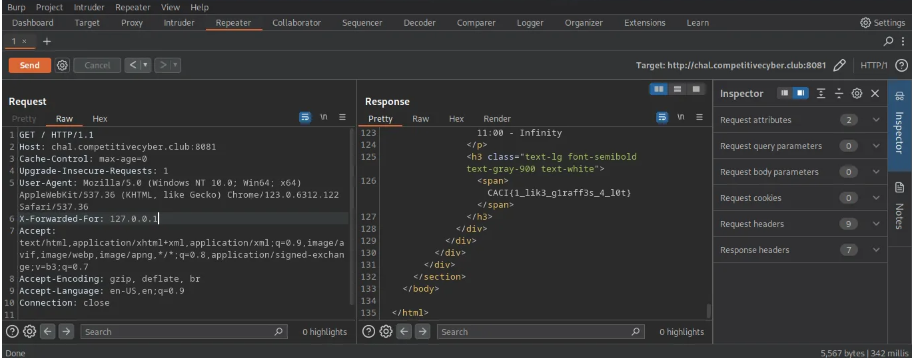 Burp Project Intruder Repeater View Help
Dashboard Target Proxy Intruder Repeater Collaborator Sequencer Decoder Comparer Logger Organizer Extensions Learn Settings
1 × +
Send Cancel < > Target: http://chal.competitivecyber.club:8081 HTTP/1
Request
Pretty Raw Hex \n
1 GET / HTTP/1.1
2 Host: chal.competitivecyber.club:8081
3 Cache-Control: max-age=0
4 Upgrade-Insecure-Requests: 1
5 User-Agent: Mozilla/5.0 (Windows NT 10.0; Win64; x64)
AppleWebKit/537.36 (KHTML, like Gecko) Chrome/123.0.6312.122
Safari/537.36
6 X-Forwarded-For: 127.0.0.1
7 Accept:
text/html,application/xhtml+xml,application/xml;q=0.9,image/a
vif,image/webp,image/apng,*/*;q=0.8,application/signed-exchan
ge;v=b3;q=0.7
8 Accept-Encoding: gzip, deflate, br
9 Accept-Language: en-US,en;q=0.9
10 Connection: close
11
Search 0 highlights
Response
Pretty Raw Hex Render \n
123 11:00 - Infinity
124 </p>
125 <h3 class="text-lg font-semibold
text-gray-900 text-white">
126 <span>
CACI{1_lik3_g1raff3s_4_l0t}
</span>
127 </h3>
128 </div>
129 </div>
130 </div>
131 </div>
132 </section>
133 </body>
134
135 </html>
Search 0 highlights
Inspector
Request attributes 2
Request query parameters 0
Request body parameters 0
Request cookies 0
Request headers 9
Response headers 7
Inspector
Notes
Done 5,567 bytes | 342 millis